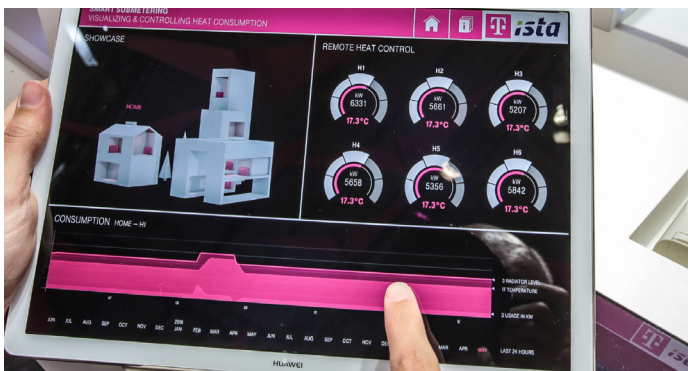 SMART SUBMETERING
VISUALIZING & CONTROLLING HEAT CONSUMPTION
T ista
SHOWCASE
HOME
REMOTE HEAT CONTROL
H1
kW
6331
17.3°C
H2
kW
5661
17.3°C
H3
kW
5207
17.3°C
H4
kW
5658
17.3°C
H5
kW
5356
17.3°C
H6
kW
5842
17.3°C
CONSUMPTION HOME – H1
3 RADIATOR LEVEL
17 TEMPERATURE
2 USAGE IN KW
JUN JUL AUG SEP OCT NOV DEC 2016 JAN FEB MAR APR MAY JUN JUL AUG SEP OCT NOV MAR APR MAY LAST 24 HOURS
HUAWEI
T